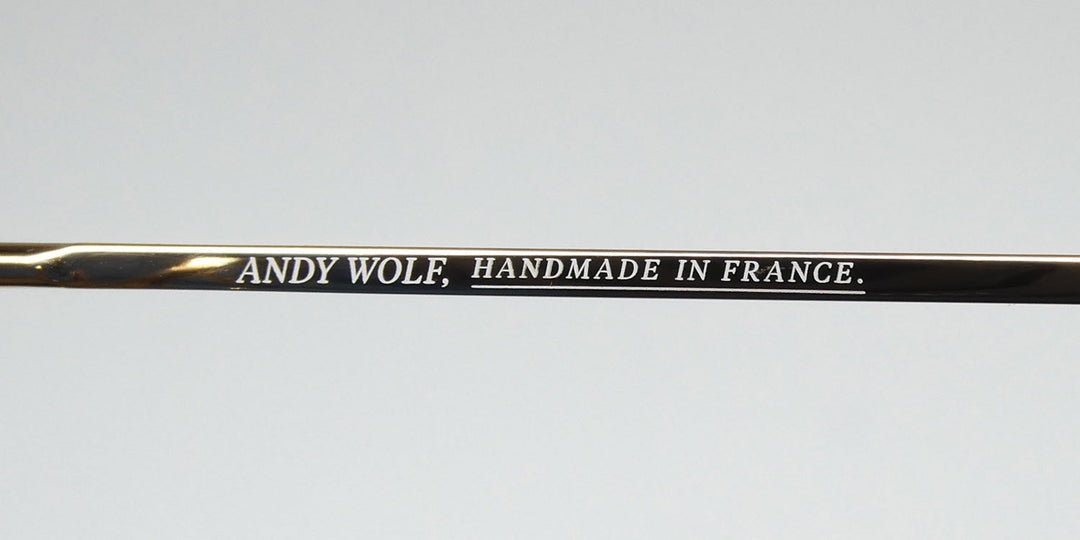 ANDY WOLF, HANDMADE IN FRANCE.